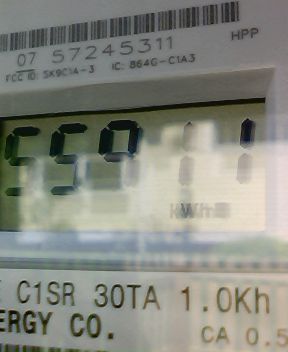 07 57245311
HPP
FCC ID: SK9C1A-3 IC: 864G-C1A3
55911
kWh
C1SR 30TA 1.0Kh
ERGY CO.
CA 0.5